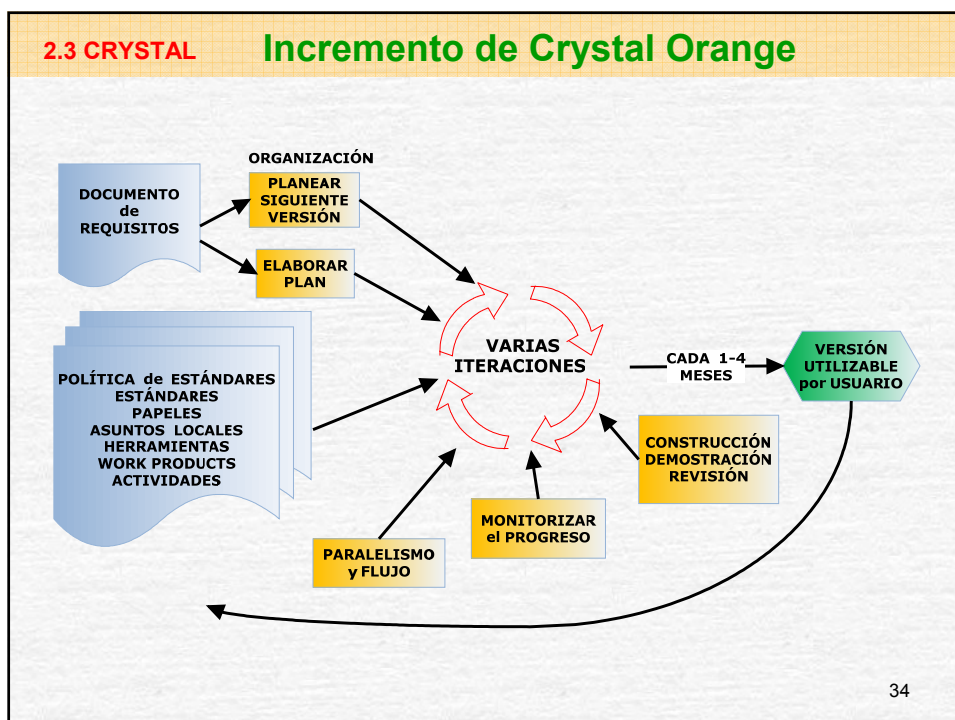 2.3 CRYSTAL
Incremento de Crystal Orange
ORGANIZACIÓN
DOCUMENTO
de
REQUISITOS
PLANEAR
SIGUIENTE
VERSIÓN
ELABORAR
PLAN
POLÍTICA de ESTÁNDARES
ESTÁNDARES
PAPELES
ASUNTOS LOCALES
HERRAMIENTAS
WORK PRODUCTS
ACTIVIDADES
VARIAS
ITERACIONES
CADA 1-4
MESES
VERSIÓN
UTILIZABLE
por USUARIO
CONSTRUCCIÓN
DEMOSTRACIÓN
REVISIÓN
MONITORIZAR
el PROGRESO
PARALELISMO
y FLUJO
34